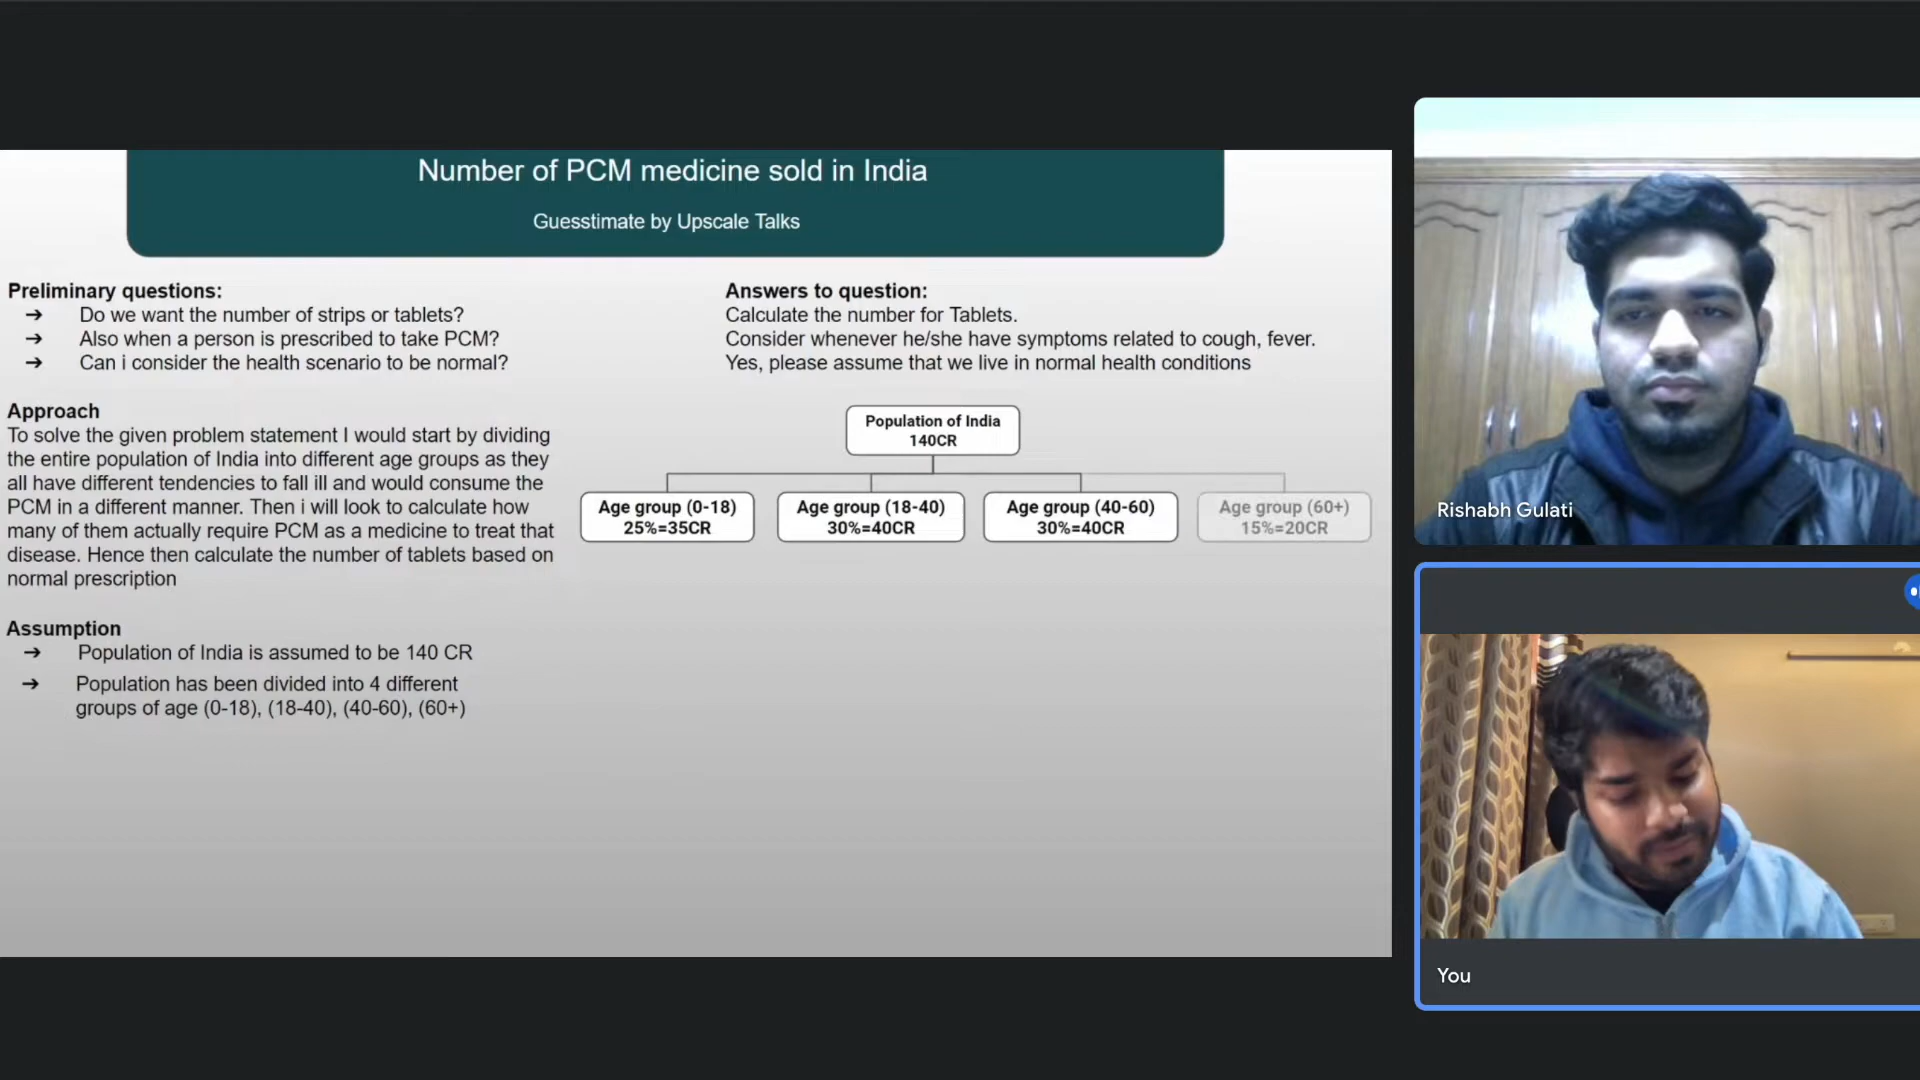 Number of PCM medicine sold in India
Guesstimate by Upscale Talks
Preliminary questions:
➔ Do we want the number of strips or tablets?
➔ Also when a person is prescribed to take PCM?
➔ Can i consider the health scenario to be normal?
Answers to question:
Calculate the number for Tablets.
Consider whenever he/she have symptoms related to cough, fever.
Yes, please assume that we live in normal health conditions
Approach
To solve the given problem statement I would start by dividing
the entire population of India into different age groups as they
all have different tendencies to fall ill and would consume the
PCM in a different manner. Then i will look to calculate how
many of them actually require PCM as a medicine to treat that
disease. Hence then calculate the number of tablets based on
normal prescription
Population of India
140CR
Age group (0-18)
25%=35CR
Age group (18-40)
30%=40CR
Age group (40-60)
30%=40CR
Age group (60+)
15%=20CR
Assumption
➔ Population of India is assumed to be 140 CR
➔ Population has been divided into 4 different
groups of age (0-18), (18-40), (40-60), (60+)
Rishabh Gulati
You